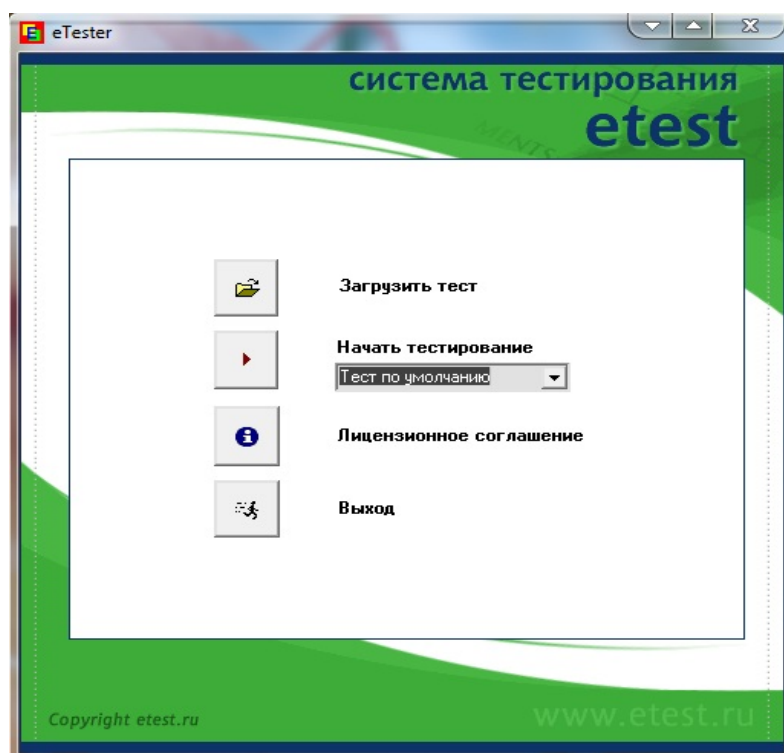 eTester
система тестирования
etest
MENTS
Загрузить тест
Начать тестирование
Тест по умолчанию
Лицензионное соглашение
Выход
Copyright etest.ru
www.etest.ru